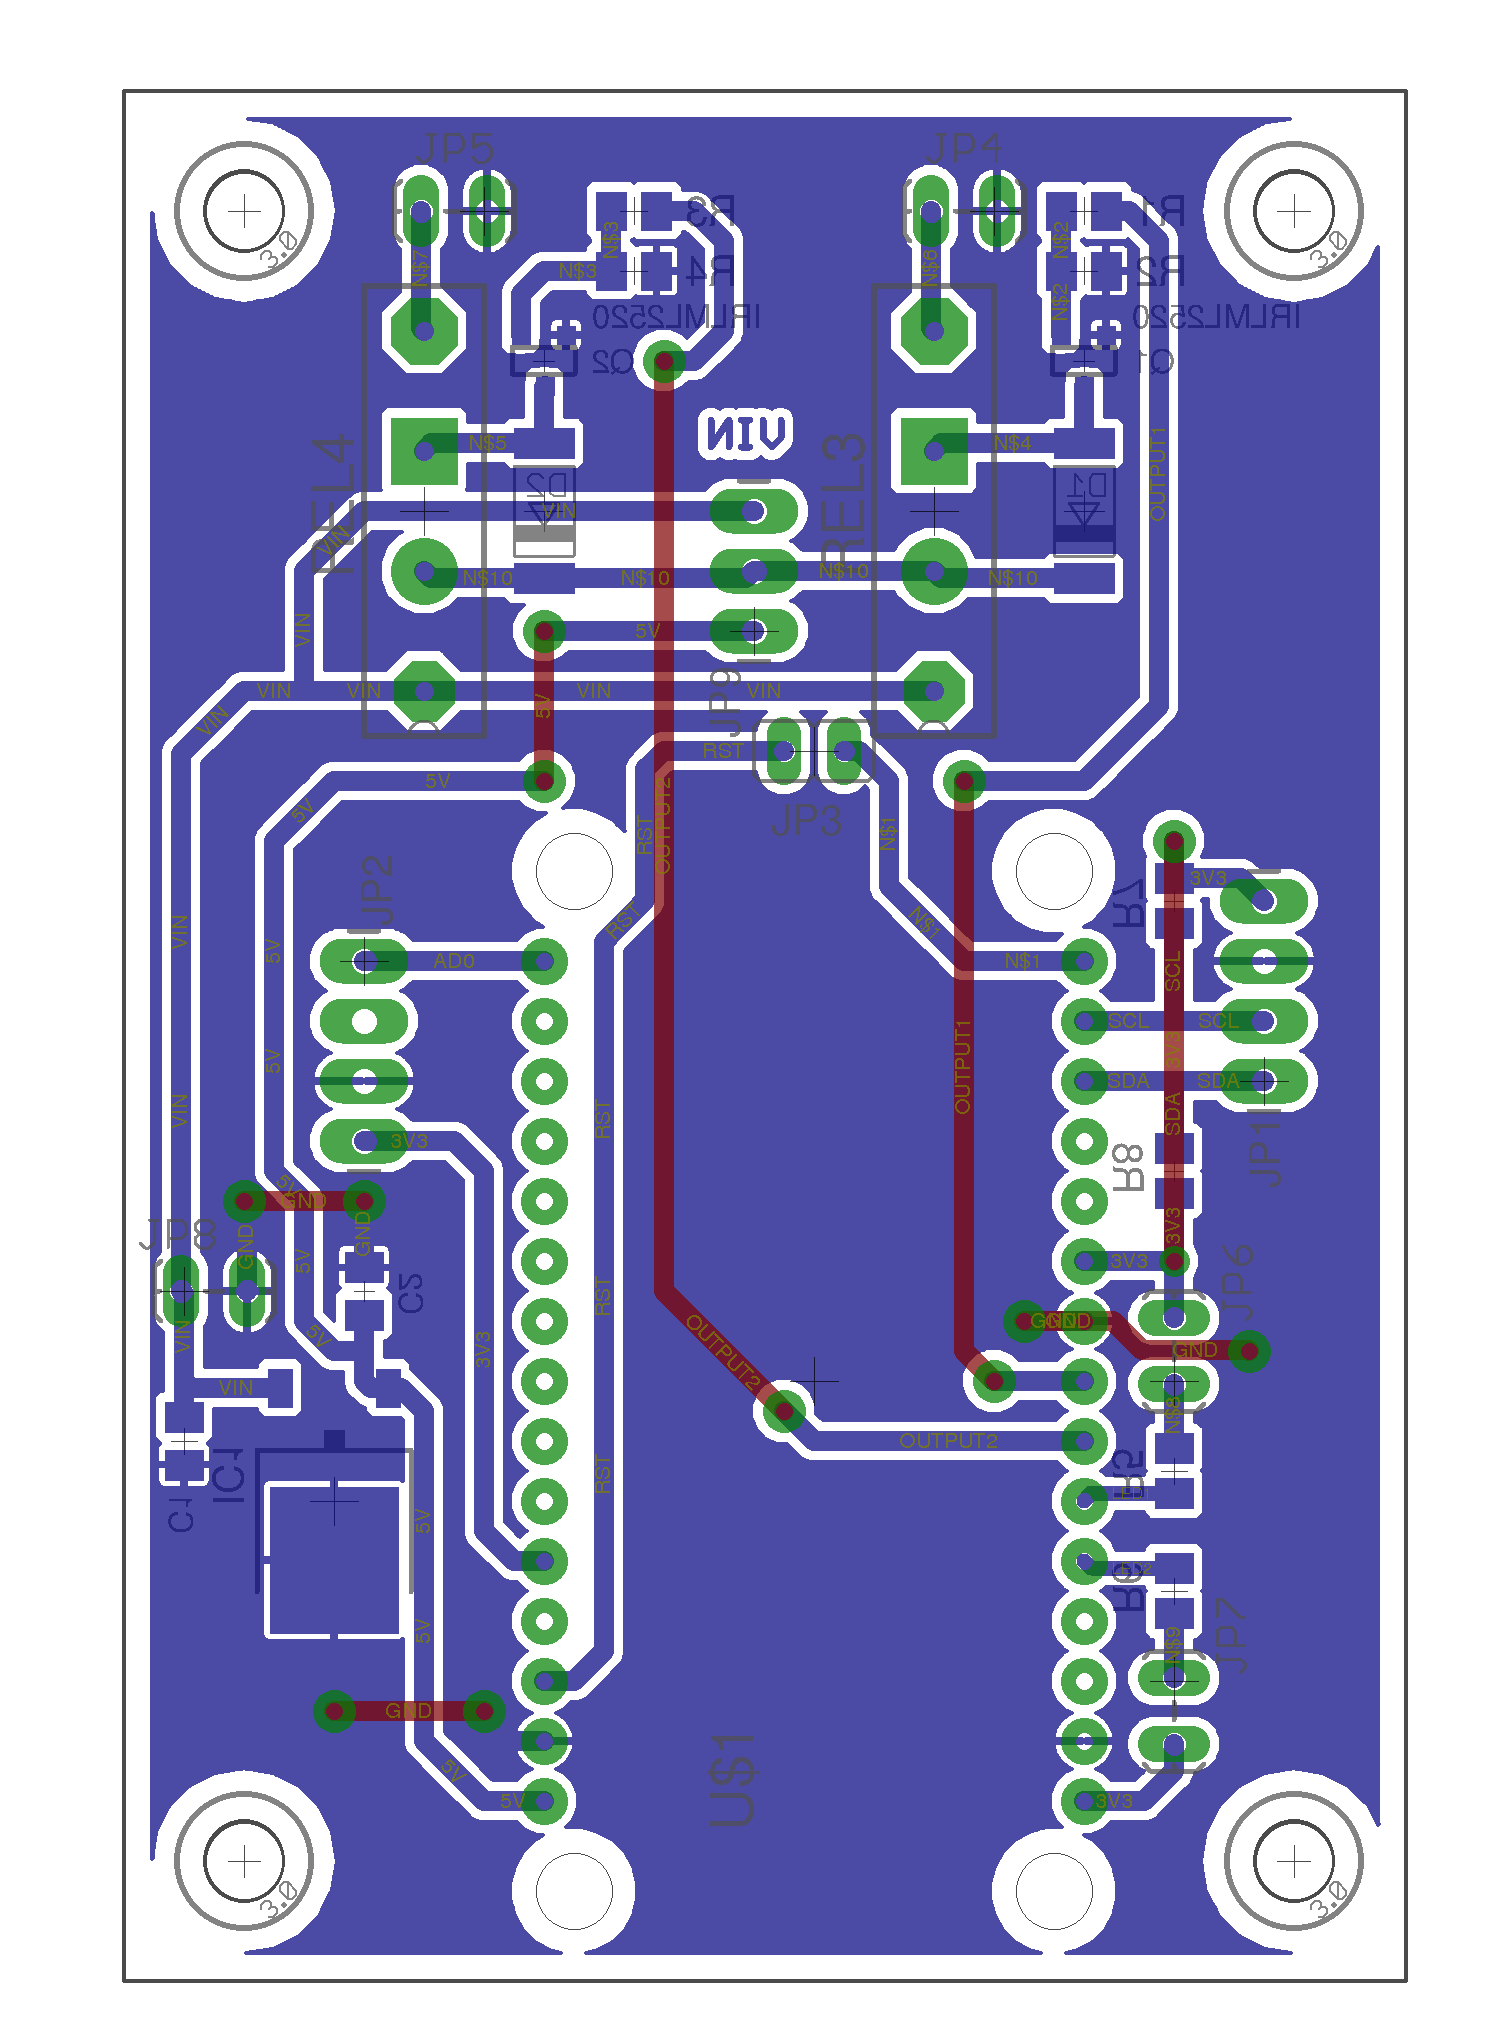 JP5
JP4
R3
R1
N$3
N$2
3.0
3.0
N$7
N$3
R4
N$6
R2
N$2
IRLML2520
IRLML2520
Q2
Q1
VIN
REL4
N$5
REL3
N$4
OUTPUT1
D2
D1
VIN
VIN
N$10
N$10
N$10
N$10
VIN
5V
VIN
VIN
VIN
VIN
VIN
5V
JP9
RST
5V
5V
JP3
RST
OUTPUT2
N$1
JP2
R7
3V3
VIN
5V
RST
N$1
AD0
N$1
SCL
SCL
SCL
5V
VIN
OUTPUT1
3V3
SDA
SDA
SDA
RST
3V3
R8
JP1
5V
GND
JP8
GND
GND
5V
C2
3V3
3V3
JP6
RST
GND
GND
VIN
5V
3V3
OUTPUT2
VIN
N$8
OUTPUT2
IC1
C1
RST
R5
5V
R6
5V
N$9
JP7
GND
U$1
5V
5V
3V3
3.0
3.0